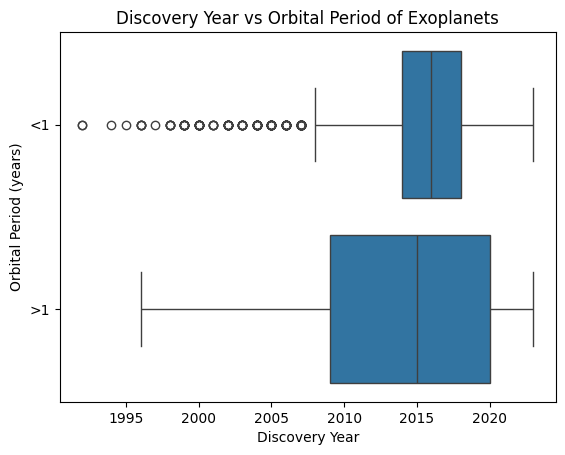 Discovery Year vs Orbital Period of Exoplanets
Orbital Period (years)
<1
>1
1995 2000 2005 2010 2015 2020
Discovery Year